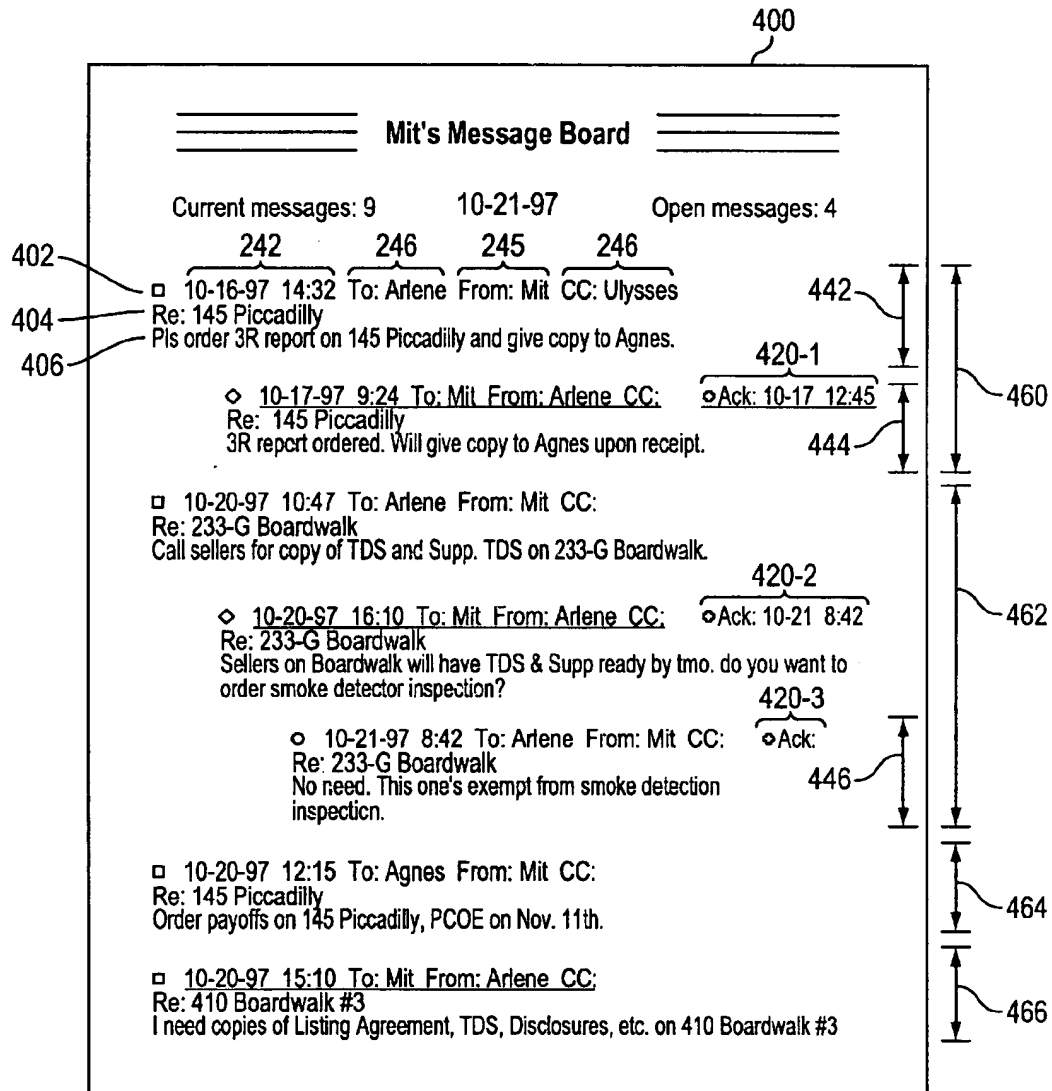 400
Mit's Message Board
Current messages: 9 10-21-97 Open messages: 4
242 246 245 246
402
□ 10-16-97 14:32 To: Arlene From: Mit CC: Ulysses
442
404
Re: 145 Piccadilly
406
Pls order 3R report on 145 Piccadilly and give copy to Agnes.
420-1
◇ 10-17-97 9:24 To: Mit From: Arlene CC: Ack: 10-17 12:45
460
Re: 145 Piccadilly
444
3R report ordered. Will give copy to Agnes upon receipt.
□ 10-20-97 10:47 To: Arlene From: Mit CC:
Re: 233-G Boardwalk
Call sellers for copy of TDS and Supp. TDS on 233-G Boardwalk.
420-2
◇ 10-20-97 16:10 To: Mit From: Arlene CC: Ack: 10-21 8:42
462
Re: 233-G Boardwalk
Sellers on Boardwalk will have TDS & Supp ready by tmo. do you want to
order smoke detector inspection?
420-3
○ 10-21-97 8:42 To: Arlene From: Mit CC: Ack:
Re: 233-G Boardwalk
446
No need. This one's exempt from smoke detection
inspection.
□ 10-20-97 12:15 To: Agnes From: Mit CC:
Re: 145 Piccadilly
464
Order payoffs on 145 Piccadilly, PCOE on Nov. 11th.
□ 10-20-97 15:10 To: Mit From: Arlene CC:
Re: 410 Boardwalk #3
466
I need copies of Listing Agreement, TDS, Disclosures, etc. on 410 Boardwalk #3